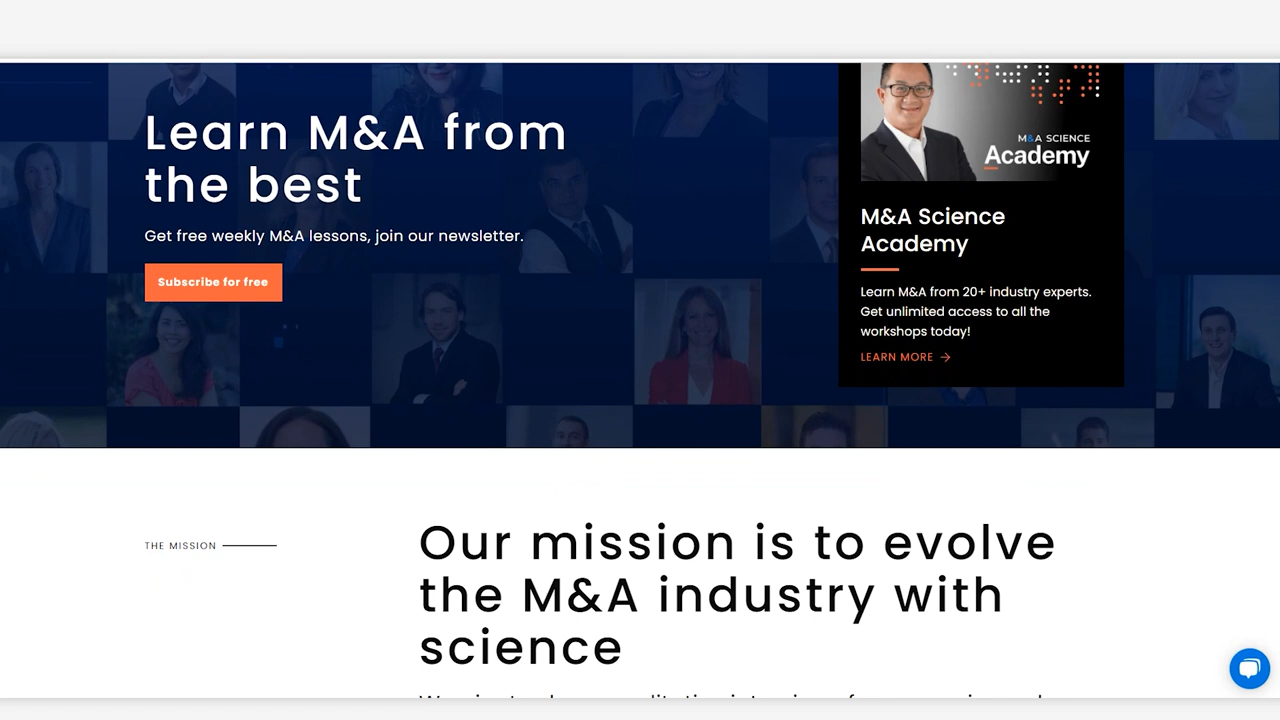 Learn M&A from
the best
Get free weekly M&A lessons, join our newsletter.
Subscribe for free
M&A SCIENCE
Academy
M&A Science
Academy
Learn M&A from 20+ industry experts.
Get unlimited access to all the
workshops today!
LEARN MORE →
THE MISSION
Our mission is to evolve
the M&A industry with
science